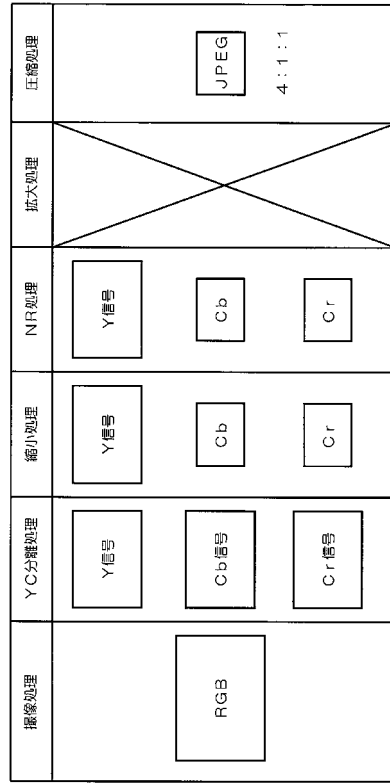 撮像処理
YC分離処理
縮小処理
NR処理
拡大処理
圧縮処理
RGB
Y信号
Cb信号
Cr信号
Y信号
Cb
Cr
Y信号
Cb
Cr
JPEG
4:1:1